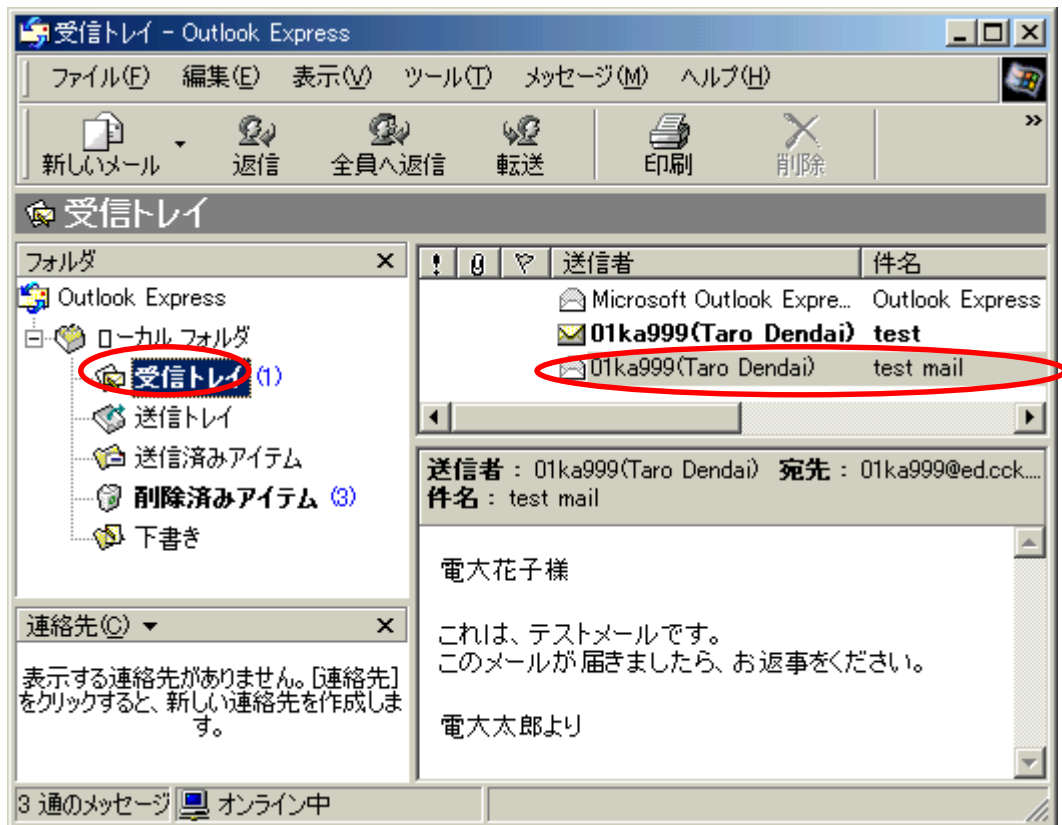 受信トレイ - Outlook Express
ファイル(F) 編集(E) 表示(V) ツール(T) メッセージ(M) ヘルプ(H)
新しいメール 返信 全員へ返信 転送 印刷 削除 »
受信トレイ
フォルダ ×
Outlook Express
ローカル フォルダ
受信トレイ (1)
送信トレイ
送信済みアイテム
削除済みアイテム (3)
下書き
連絡先(C) ▼ ×
表示する連絡先がありません。[連絡先]
をクリックすると、新しい連絡先を作成しま
す。
! 送信者 件名
Microsoft Outlook Expre... Outlook Express
01ka999(Taro Dendai) test
01ka999(Taro Dendai) test mail
送信者 : 01ka999(Taro Dendai) 宛先 : 01ka999@ed.cck....
件名 : test mail
電大花子様
これは、テストメールです。
このメールが届きましたら、お返事をください。
電大太郎より
3 通のメッセージ オンライン中